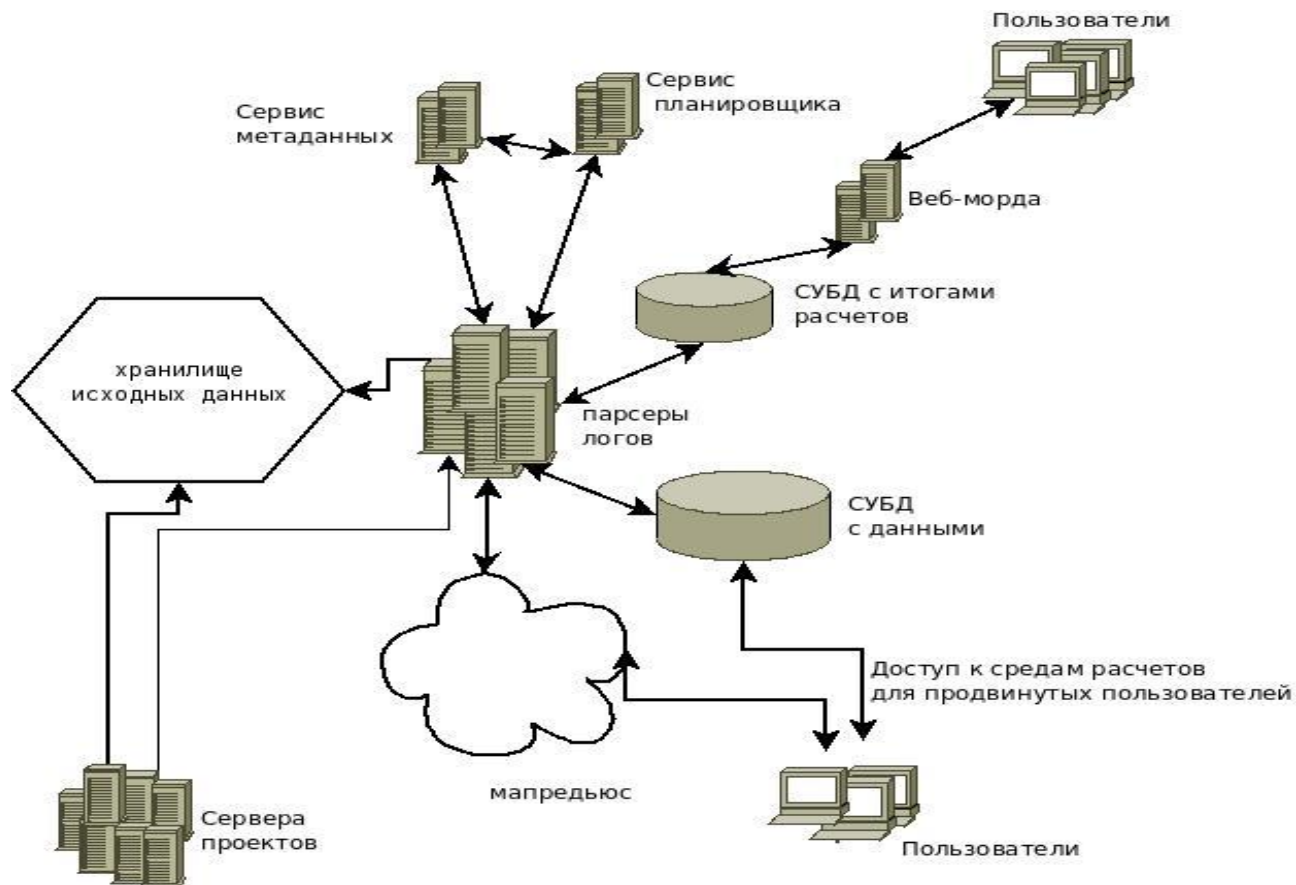 Пользователи
Сервис
планировщика
Сервис
метаданных
Веб-морда
СУБД с итогами
расчетов
хранилище
исходных данных
парсеры
логов
СУБД
с данными
Доступ к средам расчетов
для продвинутых пользователей
мапредьюс
Сервера
проектов
Пользователи